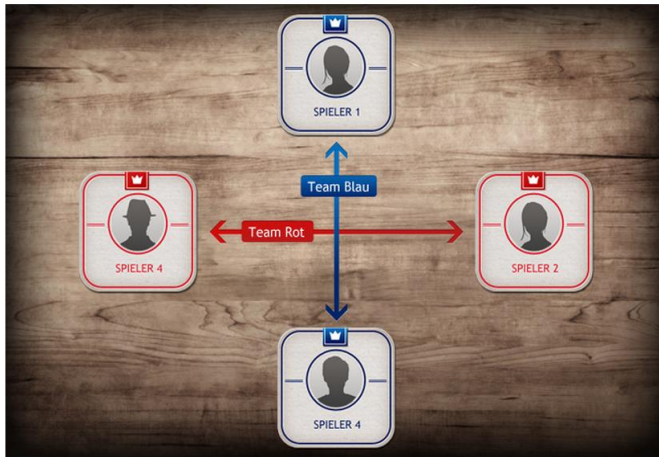 SPIELER 1
Team Blau
Team Rot
SPIELER 4
SPIELER 2
SPIELER 4